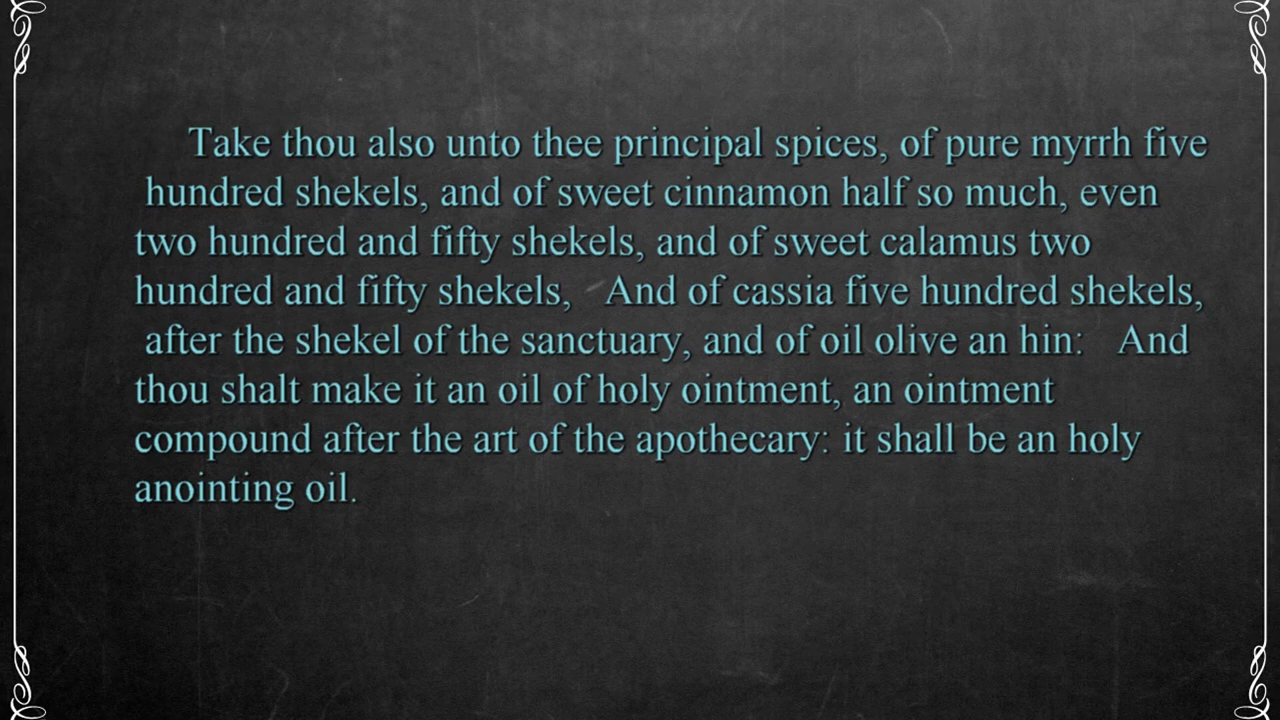 Take thou also unto thee principal spices, of pure myrrh five
hundred shekels, and of sweet cinnamon half so much, even
two hundred and fifty shekels, and of sweet calamus two
hundred and fifty shekels, And of cassia five hundred shekels,
after the shekel of the sanctuary, and of oil olive an hin: And
thou shalt make it an oil of holy ointment, an ointment
compound after the art of the apothecary: it shall be an holy
anointing oil.